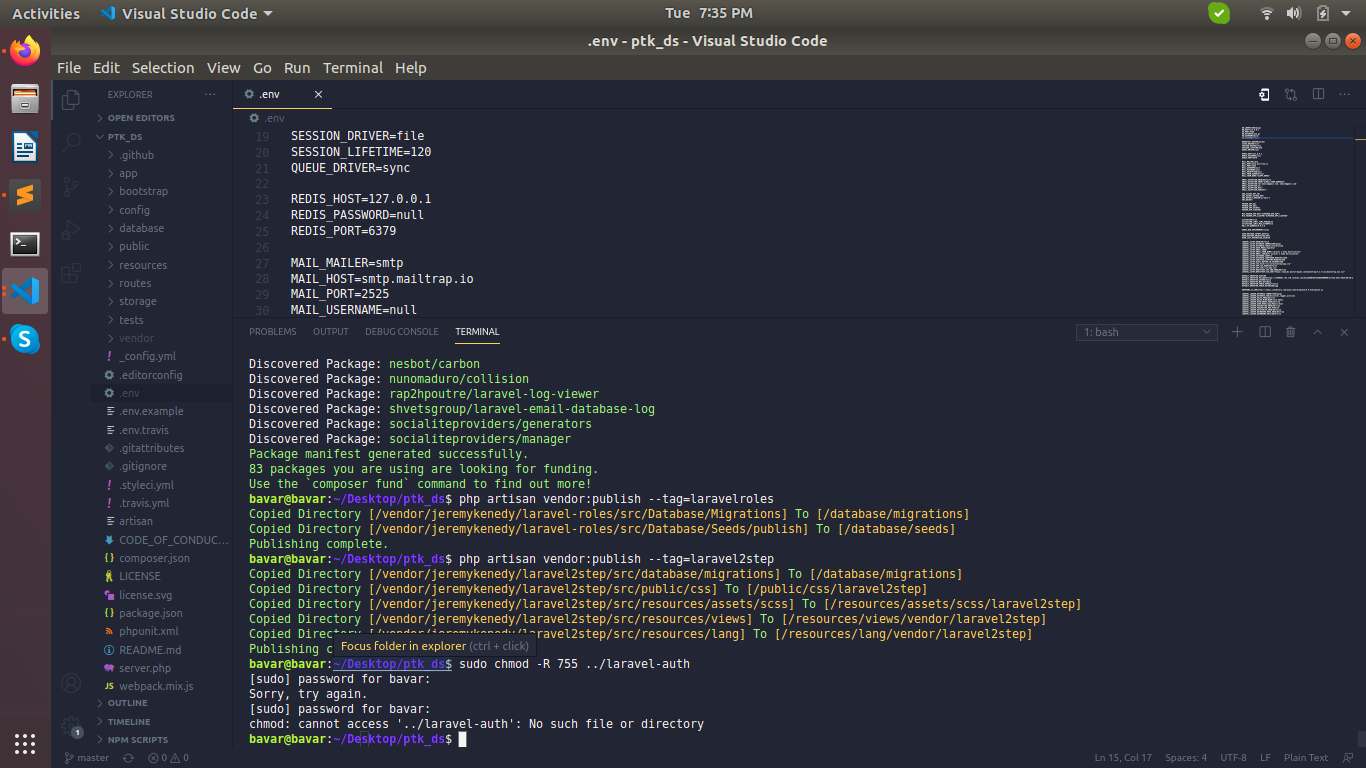 Activities
Visual Studio Code
Tue 7:35 PM
.env - ptk_ds - Visual Studio Code
File Edit Selection View Go Run Terminal Help
EXPLORER
OPEN EDITORS
PTK_DS
.github
app
bootstrap
config
database
public
resources
routes
storage
tests
vendor
_config.yml
.editorconfig
.env
.env.example
.env.travis
.gitattributes
.gitignore
.styleci.yml
.travis.yml
artisan
CODE_OF_CONDUC...
composer.json
LICENSE
license.svg
package.json
phpunit.xml
README.md
server.php
JS webpack.mix.js
OUTLINE
TIMELINE
NPM SCRIPTS
1
.env
.env
19 SESSION_DRIVER=file
20 SESSION_LIFETIME=120
21 QUEUE_DRIVER=sync
22
23 REDIS_HOST=127.0.0.1
24 REDIS_PASSWORD=null
25 REDIS_PORT=6379
26
27 MAIL_MAILER=smtp
28 MAIL_HOST=smtp.mailtrap.io
29 MAIL_PORT=2525
30 MAIL_USERNAME=null
PROBLEMS OUTPUT DEBUG CONSOLE TERMINAL
1: bash
Discovered Package: nesbot/carbon
Discovered Package: nunomaduro/collision
Discovered Package: rap2hpoutre/laravel-log-viewer
Discovered Package: shvetsgroup/laravel-email-database-log
Discovered Package: socialiteproviders/generators
Discovered Package: socialiteproviders/manager
Package manifest generated successfully.
83 packages you are using are looking for funding.
Use the `composer fund` command to find out more!
bavar@bavar:~/Desktop/ptk_ds$ php artisan vendor:publish --tag=laravelroles
Copied Directory [/vendor/jeremykenedy/laravel-roles/src/Database/Migrations] To [/database/migrations]
Copied Directory [/vendor/jeremykenedy/laravel-roles/src/Database/Seeds/publish] To [/database/seeds]
Publishing complete.
bavar@bavar:~/Desktop/ptk_ds$ php artisan vendor:publish --tag=laravel2step
Copied Directory [/vendor/jeremykenedy/laravel2step/src/database/migrations] To [/database/migrations]
Copied Directory [/vendor/jeremykenedy/laravel2step/src/public/css] To [/public/css/laravel2step]
Copied Directory [/vendor/jeremykenedy/laravel2step/src/resources/assets/scss] To [/resources/assets/scss/laravel2step]
Copied Directory [/vendor/jeremykenedy/laravel2step/src/resources/views] To [/resources/views/vendor/laravel2step]
Copied Directory [/vendor/jeremykenedy/laravel2step/src/resources/lang] To [/resources/lang/vendor/laravel2step]
Publishing c
Focus folder in explorer (ctrl + click)
bavar@bavar:~/Desktop/ptk_ds$ sudo chmod -R 755 ../laravel-auth
[sudo] password for bavar:
Sorry, try again.
[sudo] password for bavar:
chmod: cannot access '../laravel-auth': No such file or directory
bavar@bavar:~/Desktop/ptk_ds$
master 0 0
Ln 15, Col 17 Spaces: 4 UTF-8 LF Plain Text